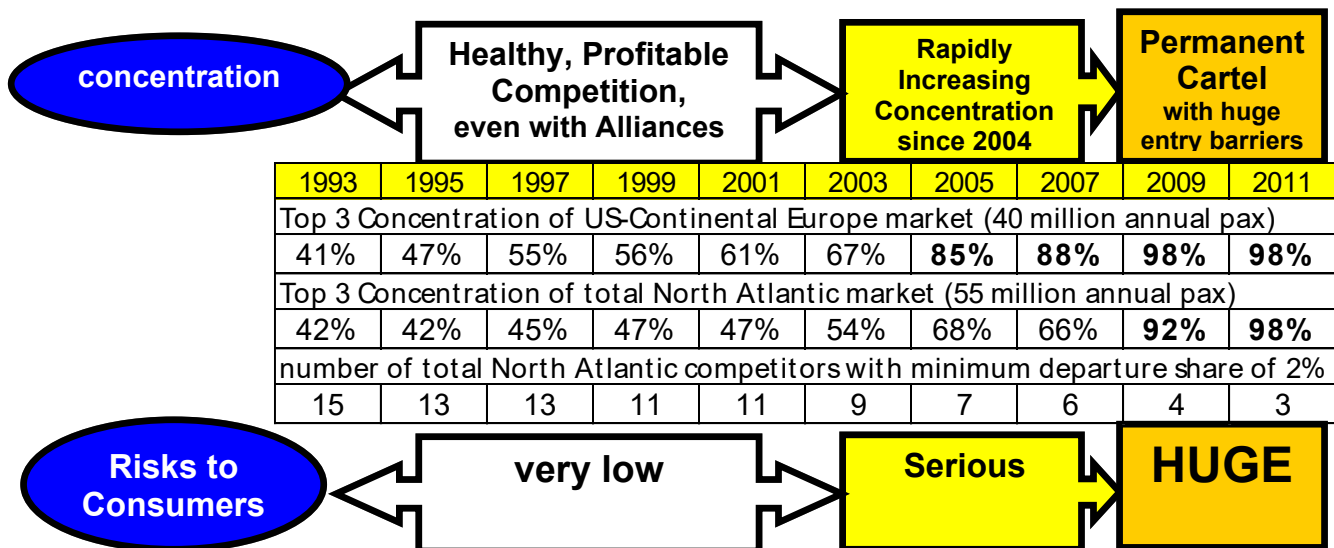 concentration
Healthy, Profitable
Competition,
even with Alliances
Rapidly
Increasing
Concentration
since 2004
Permanent
Cartel
with huge
entry barriers
1993 1995 1997 1999 2001 2003 2005 2007 2009 2011
Top 3 Concentration of US-Continental Europe market (40 million annual pax)
41% 47% 55% 56% 61% 67% 85% 88% 98% 98%
Top 3 Concentration of total North Atlantic market (55 million annual pax)
42% 42% 45% 47% 47% 54% 68% 66% 92% 98%
number of total North Atlantic competitors with minimum departure share of 2%
15 13 13 11 11 9 7 6 4 3
Risks to
Consumers
very low
Serious
HUGE